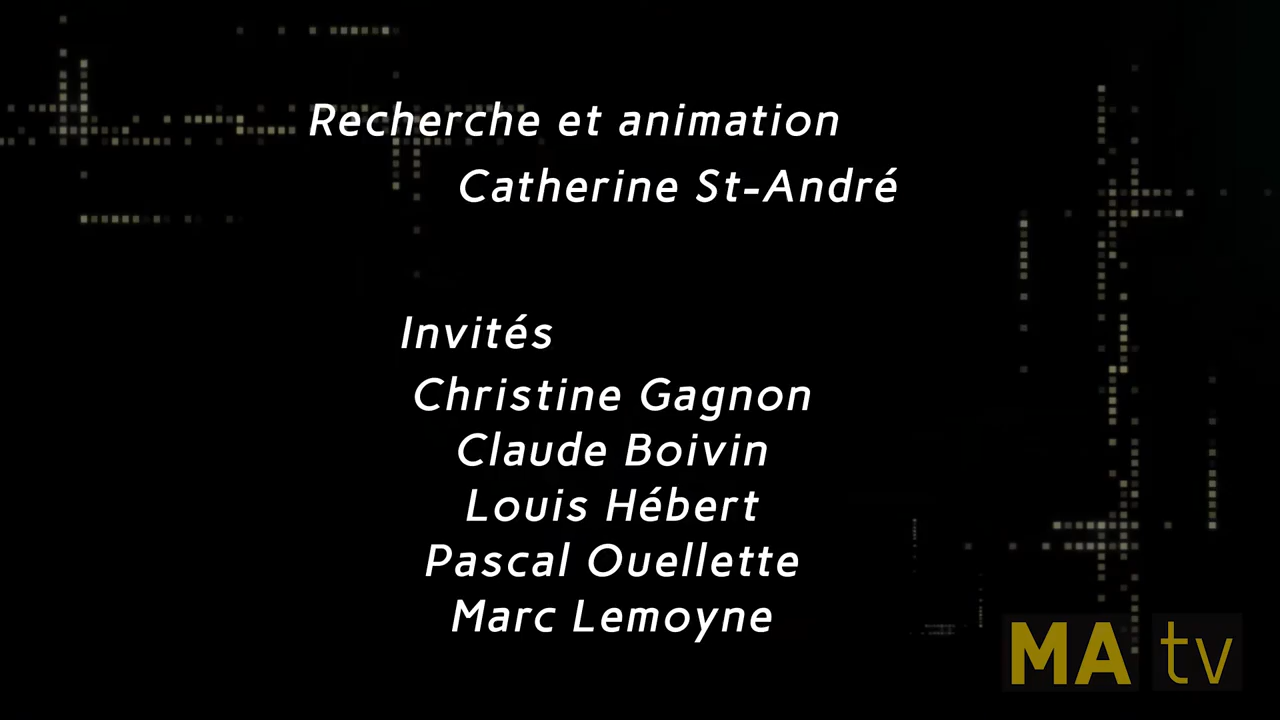 Recherche et animation
Catherine St-André
Invités
Christine Gagnon
Claude Boivin
Louis Hébert
Pascal Ouellette
Marc Lemoyne
MA tv